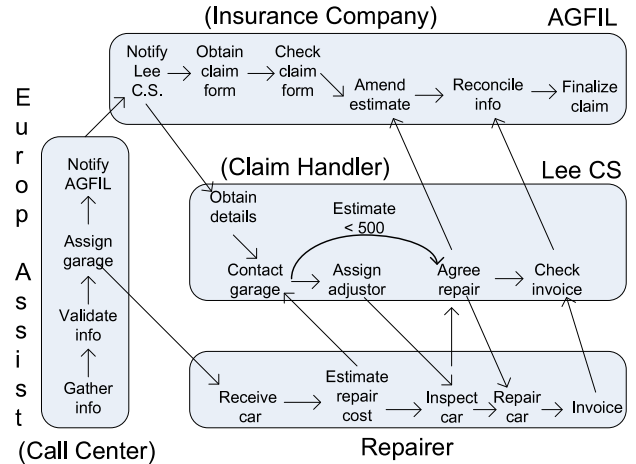 (Insurance Company)
AGFIL
Notify
Lee
C.S.
Obtain
claim
form
Check
claim
form
Amend
estimate
Reconcile
info
Finalize
claim
Europ Assist
Notify
AGFIL
Assign
garage
Validate
info
Gather
info
(Call Center)
(Claim Handler)
Lee CS
Obtain
details
Estimate
< 500
Contact
garage
Assign
adjustor
Agree
repair
Check
invoice
Receive
car
Estimate
repair
cost
Inspect
car
Repair
car
Invoice
Repairer